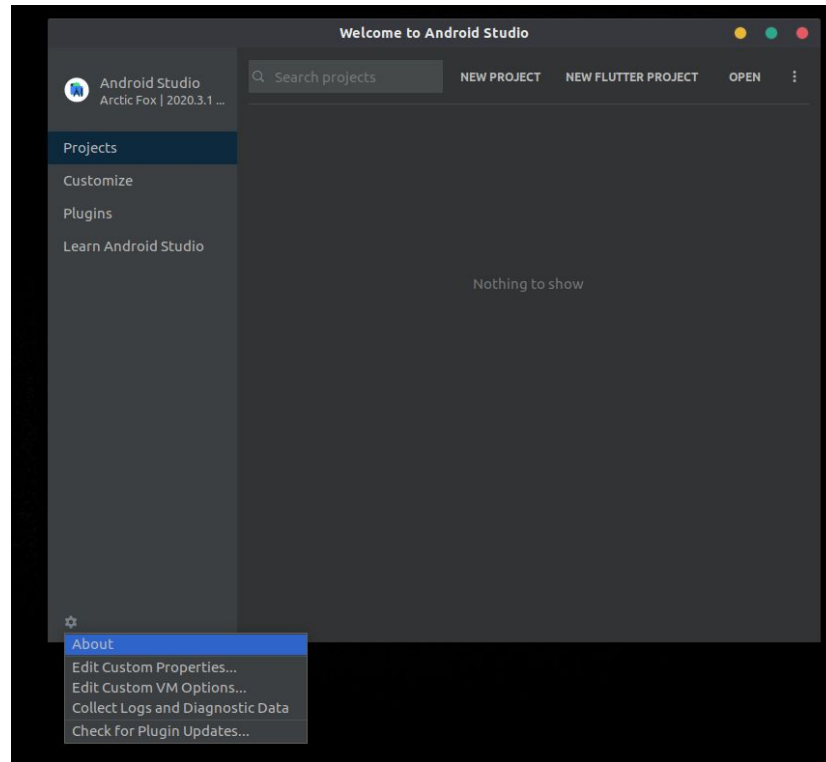 Welcome to Android Studio
Android Studio
Arctic Fox | 2020.3.1 ...
Search projects
NEW PROJECT
NEW FLUTTER PROJECT
OPEN
Projects
Customize
Plugins
Learn Android Studio
Nothing to show
About
Edit Custom Properties...
Edit Custom VM Options...
Collect Logs and Diagnostic Data
Check for Plugin Updates...